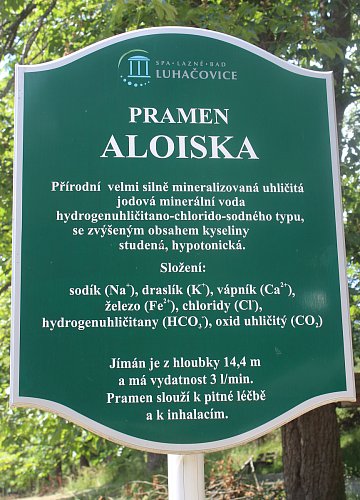 SPA • LÁZNĚ • BAD
LUHAČOVICE
PRAMEN
ALOISKA
Přírodní velmi silně mineralizovaná uhličitá
jodová minerální voda
hydrogenuhličitano-chlorido-sodného typu,
se zvýšeným obsahem kyseliny
studená, hypotonická.
Složení:
sodík (Na⁺), draslík (K⁺), vápník (Ca²⁺),
železo (Fe²⁺), chloridy (Cl⁻),
hydrogenuhličitany (HCO₃⁻), oxid uhličitý (CO₂)
Jímán je z hloubky 14,4 m
a má vydatnost 3 l/min.
Pramen slouží k pitné léčbě
a k inhalacím.